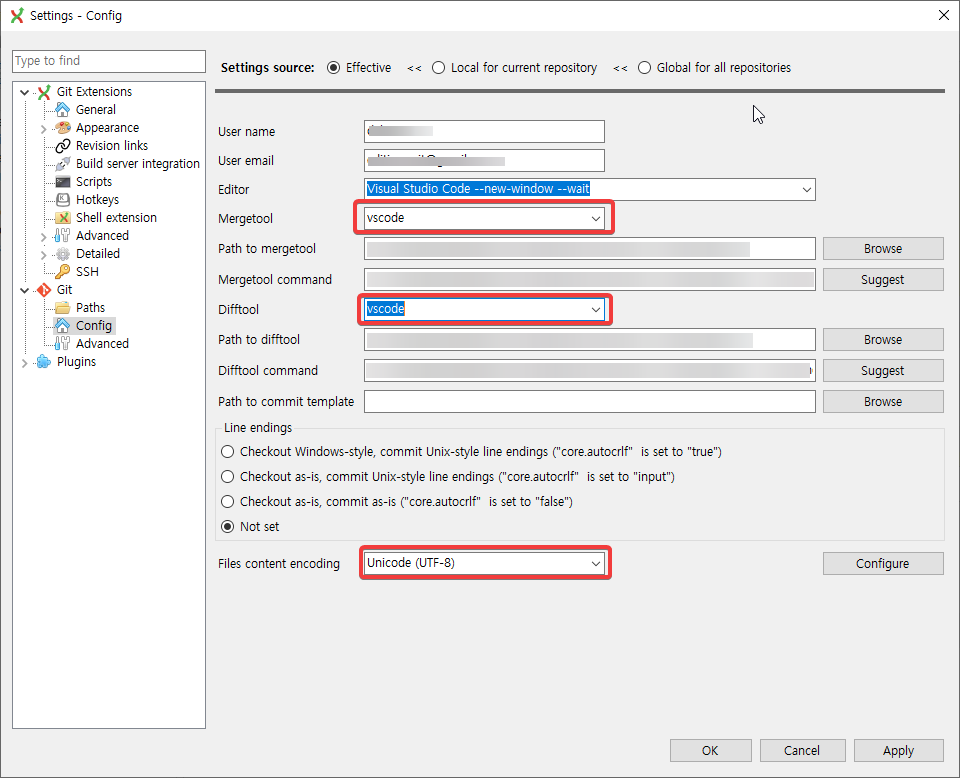 Settings - Config
Type to find
Git Extensions
General
Appearance
Revision links
Build server integration
Scripts
Hotkeys
Shell extension
Advanced
Detailed
SSH
Git
Paths
Config
Advanced
Plugins
Settings source: Effective << Local for current repository << Global for all repositories
User name
User email
Editor Visual Studio Code --new-window --wait
Mergetool vscode
Path to mergetool Browse
Mergetool command Suggest
Difftool vscode
Path to difftool Browse
Difftool command Suggest
Path to commit template Browse
Line endings
Checkout Windows-style, commit Unix-style line endings ("core.autocrlf" is set to "true")
Checkout as-is, commit Unix-style line endings ("core.autocrlf" is set to "input")
Checkout as-is, commit as-is ("core.autocrlf" is set to "false")
Not set
Files content encoding Unicode (UTF-8) Configure
OK Cancel Apply